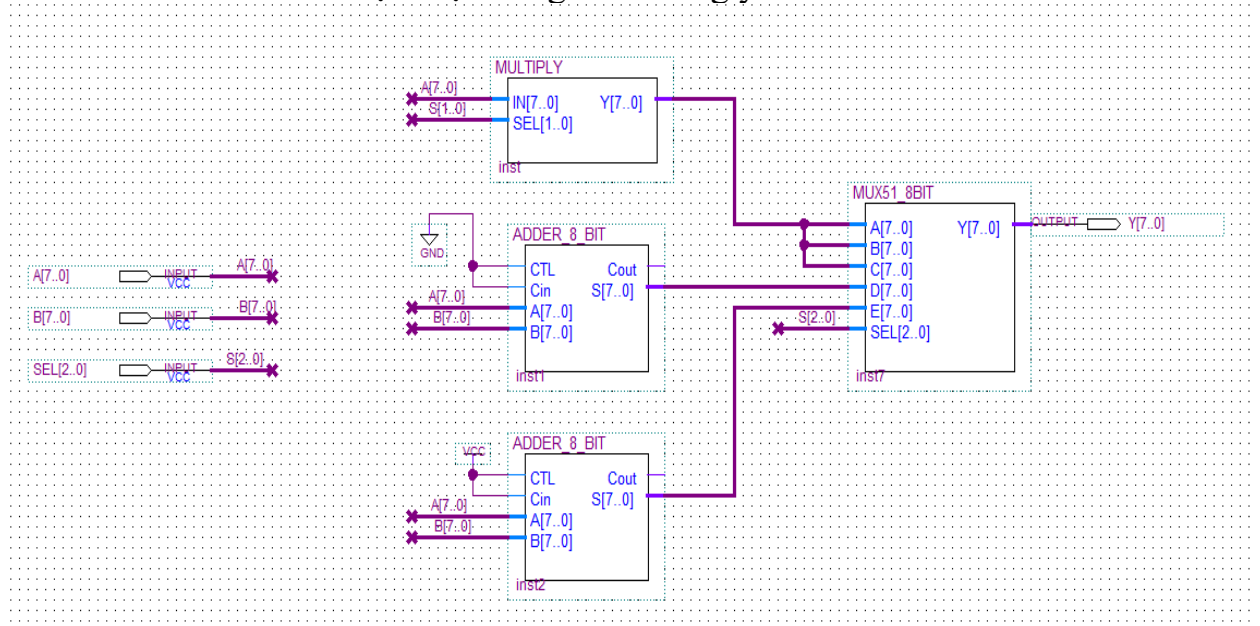 MULTIPLY
A[7..0]
S[1..0]
IN[7..0]
Y[7..0]
SEL[1..0]
inst
MUX51_8BIT
A[7..0]
Y[7..0]
B[7..0]
C[7..0]
D[7..0]
E[7..0]
S[2..0]
SEL[2..0]
inst7
OUTPUT
Y[7..0]
GND
ADDER_8_BIT
CTL
Cout
Cin
S[7..0]
A[7..0]
A[7..0]
B[7..0]
B[7..0]
inst1
A[7..0]
INPUT
VCC
A[7..0]
B[7..0]
INPUT
VCC
B[7..0]
SEL[2..0]
INPUT
VCC
S[2..0]
VCC
ADDER_8_BIT
CTL
Cout
Cin
S[7..0]
A[7..0]
A[7..0]
B[7..0]
B[7..0]
inst2